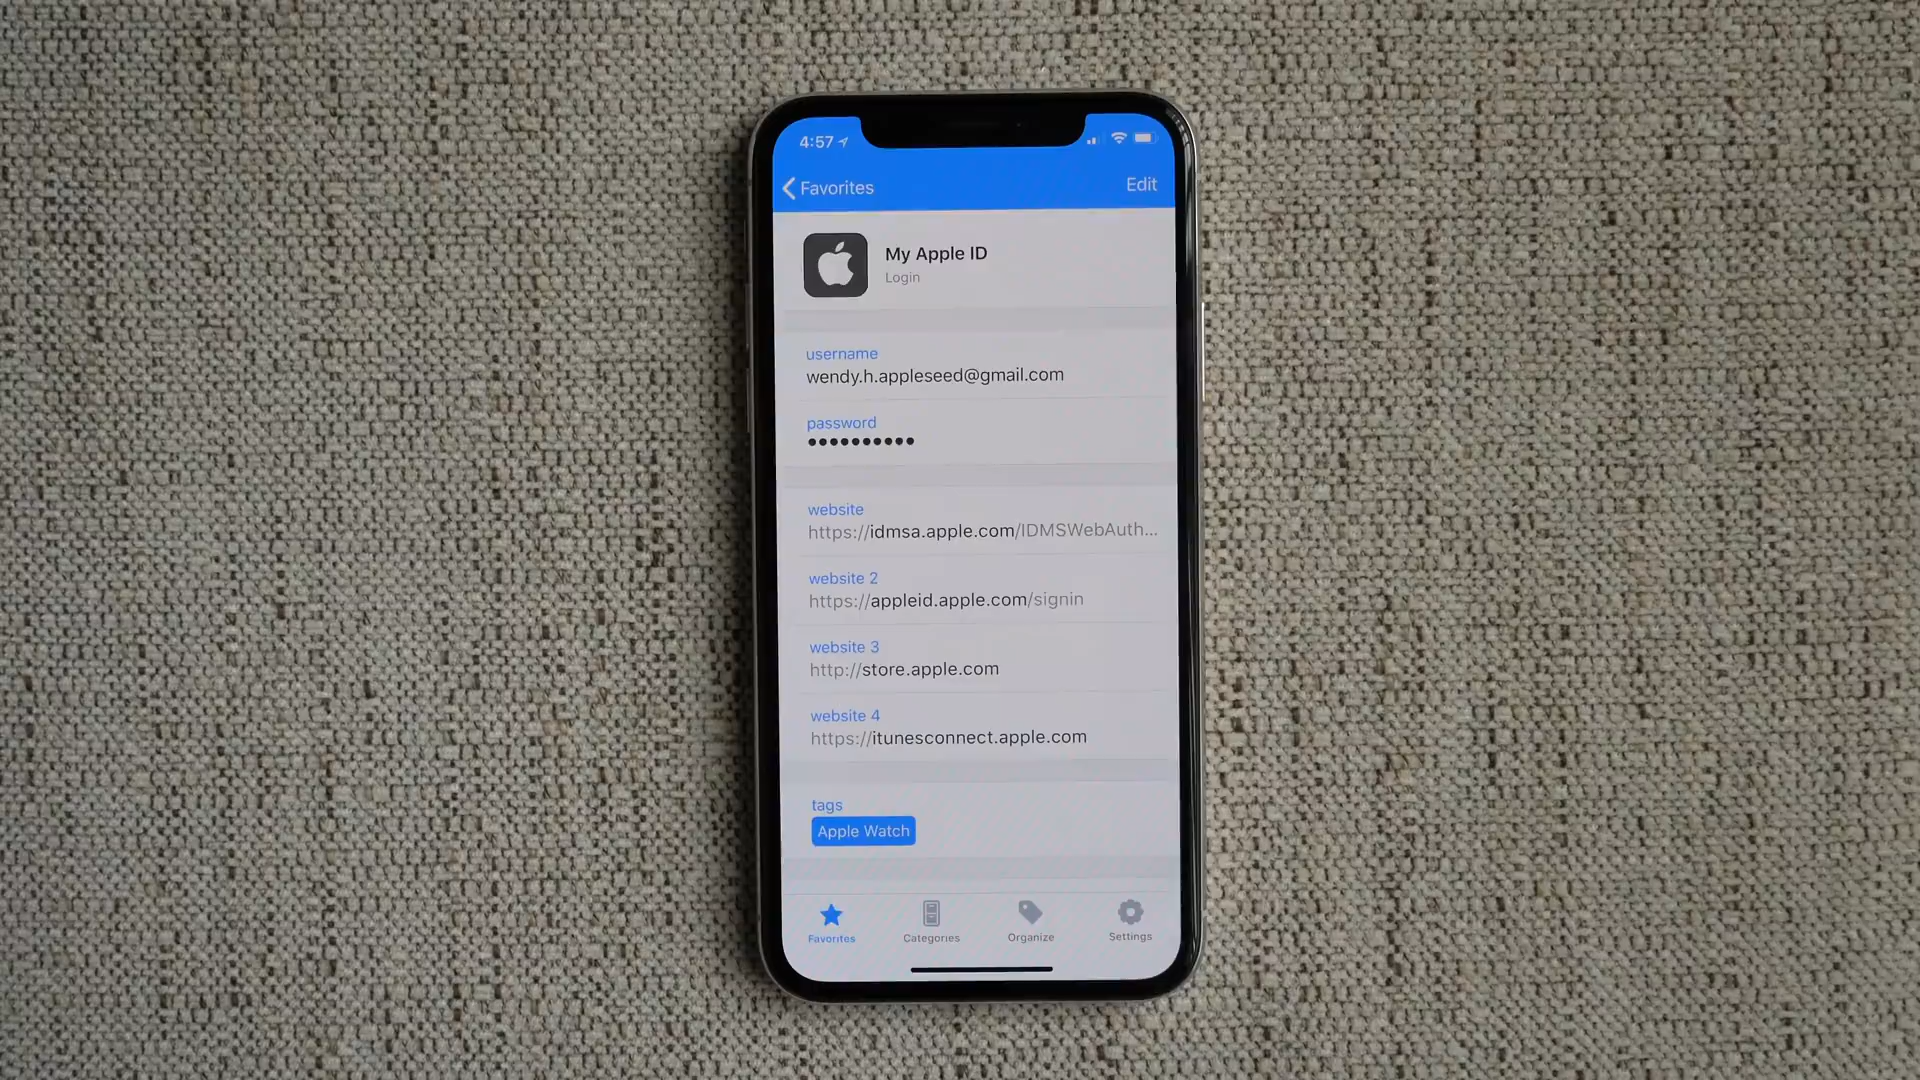 4:57
Favorites
Edit
My Apple ID
Login
username
wendy.h.appleseed@gmail.com
password
●●●●●●●●●●
website
https://idmsa.apple.com/IDMSWebAuth...
website 2
https://appleid.apple.com/signin
website 3
http://store.apple.com
website 4
https://itunesconnect.apple.com
tags
Apple Watch
Favorites
Categories
Organize
Settings